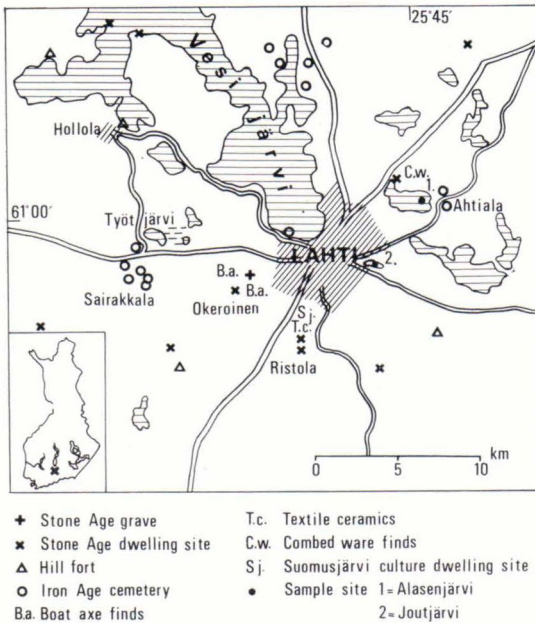 25°45'
Vesijärvi
Hollola
C.w.
1.
61°00'
Työtjärvi
Ahtiala
LAHTI
2.
B.a.
B.a.
Sairakkala
Okeroinen
Sj.
T.c.
Ristola
km
0 5 10
+ Stone Age grave
× Stone Age dwelling site
△ Hill fort
○ Iron Age cemetery
B.a. Boat axe finds
T.c. Textile ceramics
C.w. Combed ware finds
Sj. Suomusjärvi culture dwelling site
● Sample site 1= Alasenjärvi
2= Joutjärvi